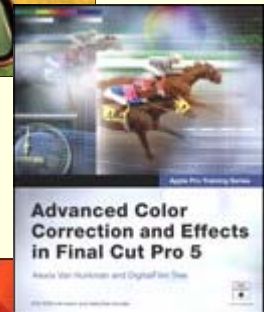 Apple Pro Training Series
Advanced Color
Correction and Effects
in Final Cut Pro 5
Alexis Van Hurkman and DigitalFilm Tree